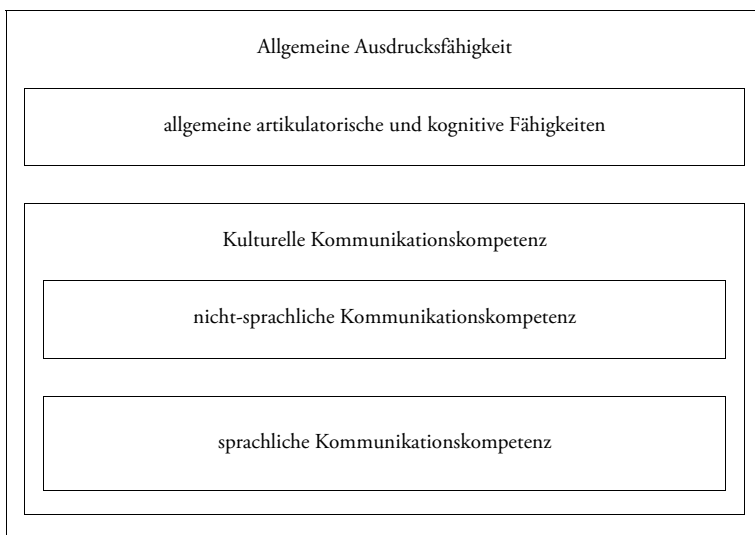 Allgemeine Ausdrucksfähigkeit
allgemeine artikulatorische und kognitive Fähigkeiten
Kulturelle Kommunikationskompetenz
nicht-sprachliche Kommunikationskompetenz
sprachliche Kommunikationskompetenz